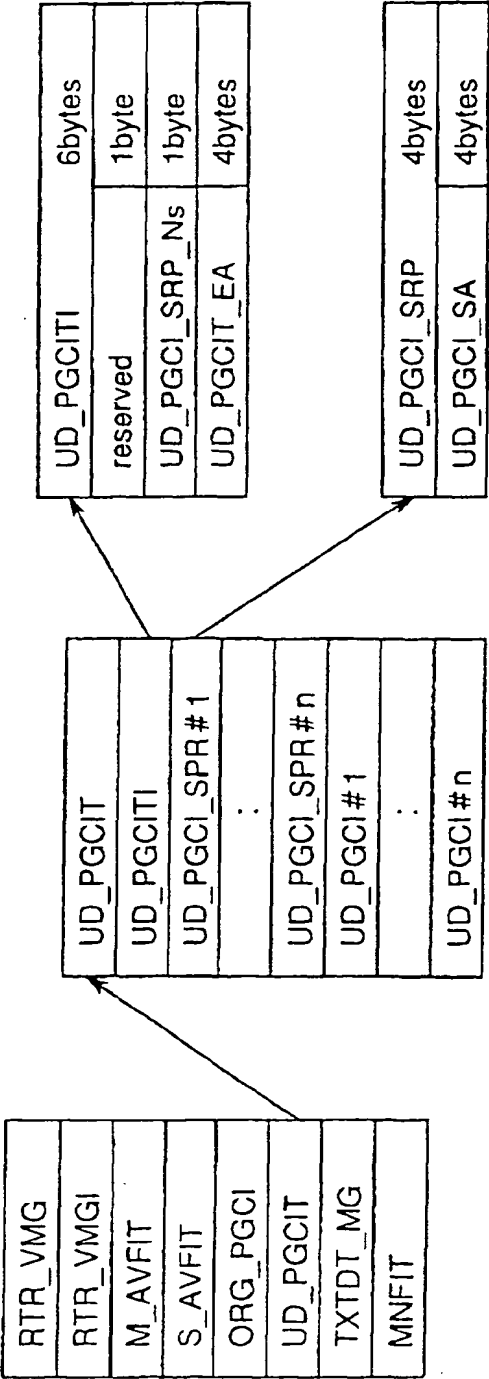 RTR_VMG
RTR_VMGI
M_AVFIT
S_AVFIT
ORG_PGCI
UD_PGCIT
TXTDT_MG
MNFIT
UD_PGCIT
UD_PGCITI
UD_PGCI_SPR#1
:
UD_PGCI_SPR#n
UD_PGCI#1
:
UD_PGCI#n
UD_PGCITI 6bytes
reserved 1byte
UD_PGCI_SRP_Ns 1byte
UD_PGCIT_EA 4bytes
UD_PGCI_SRP 4bytes
UD_PGCI_SA 4bytes